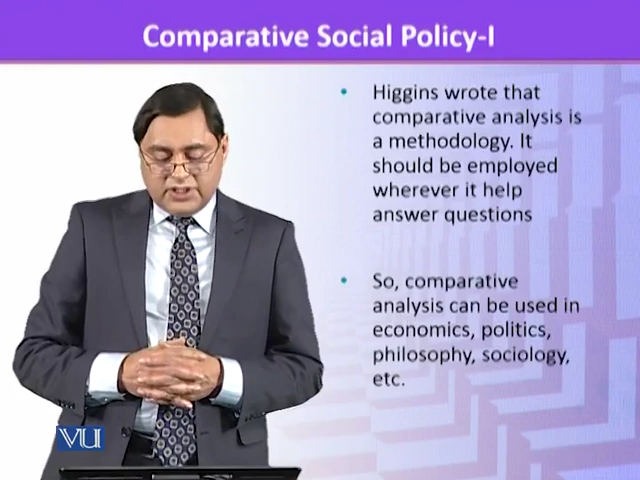 Comparative Social Policy-I
• Higgins wrote that
comparative analysis is
a methodology. It
should be employed
wherever it help
answer questions
• So, comparative
analysis can be used in
economics, politics,
philosophy, sociology,
etc.
VU